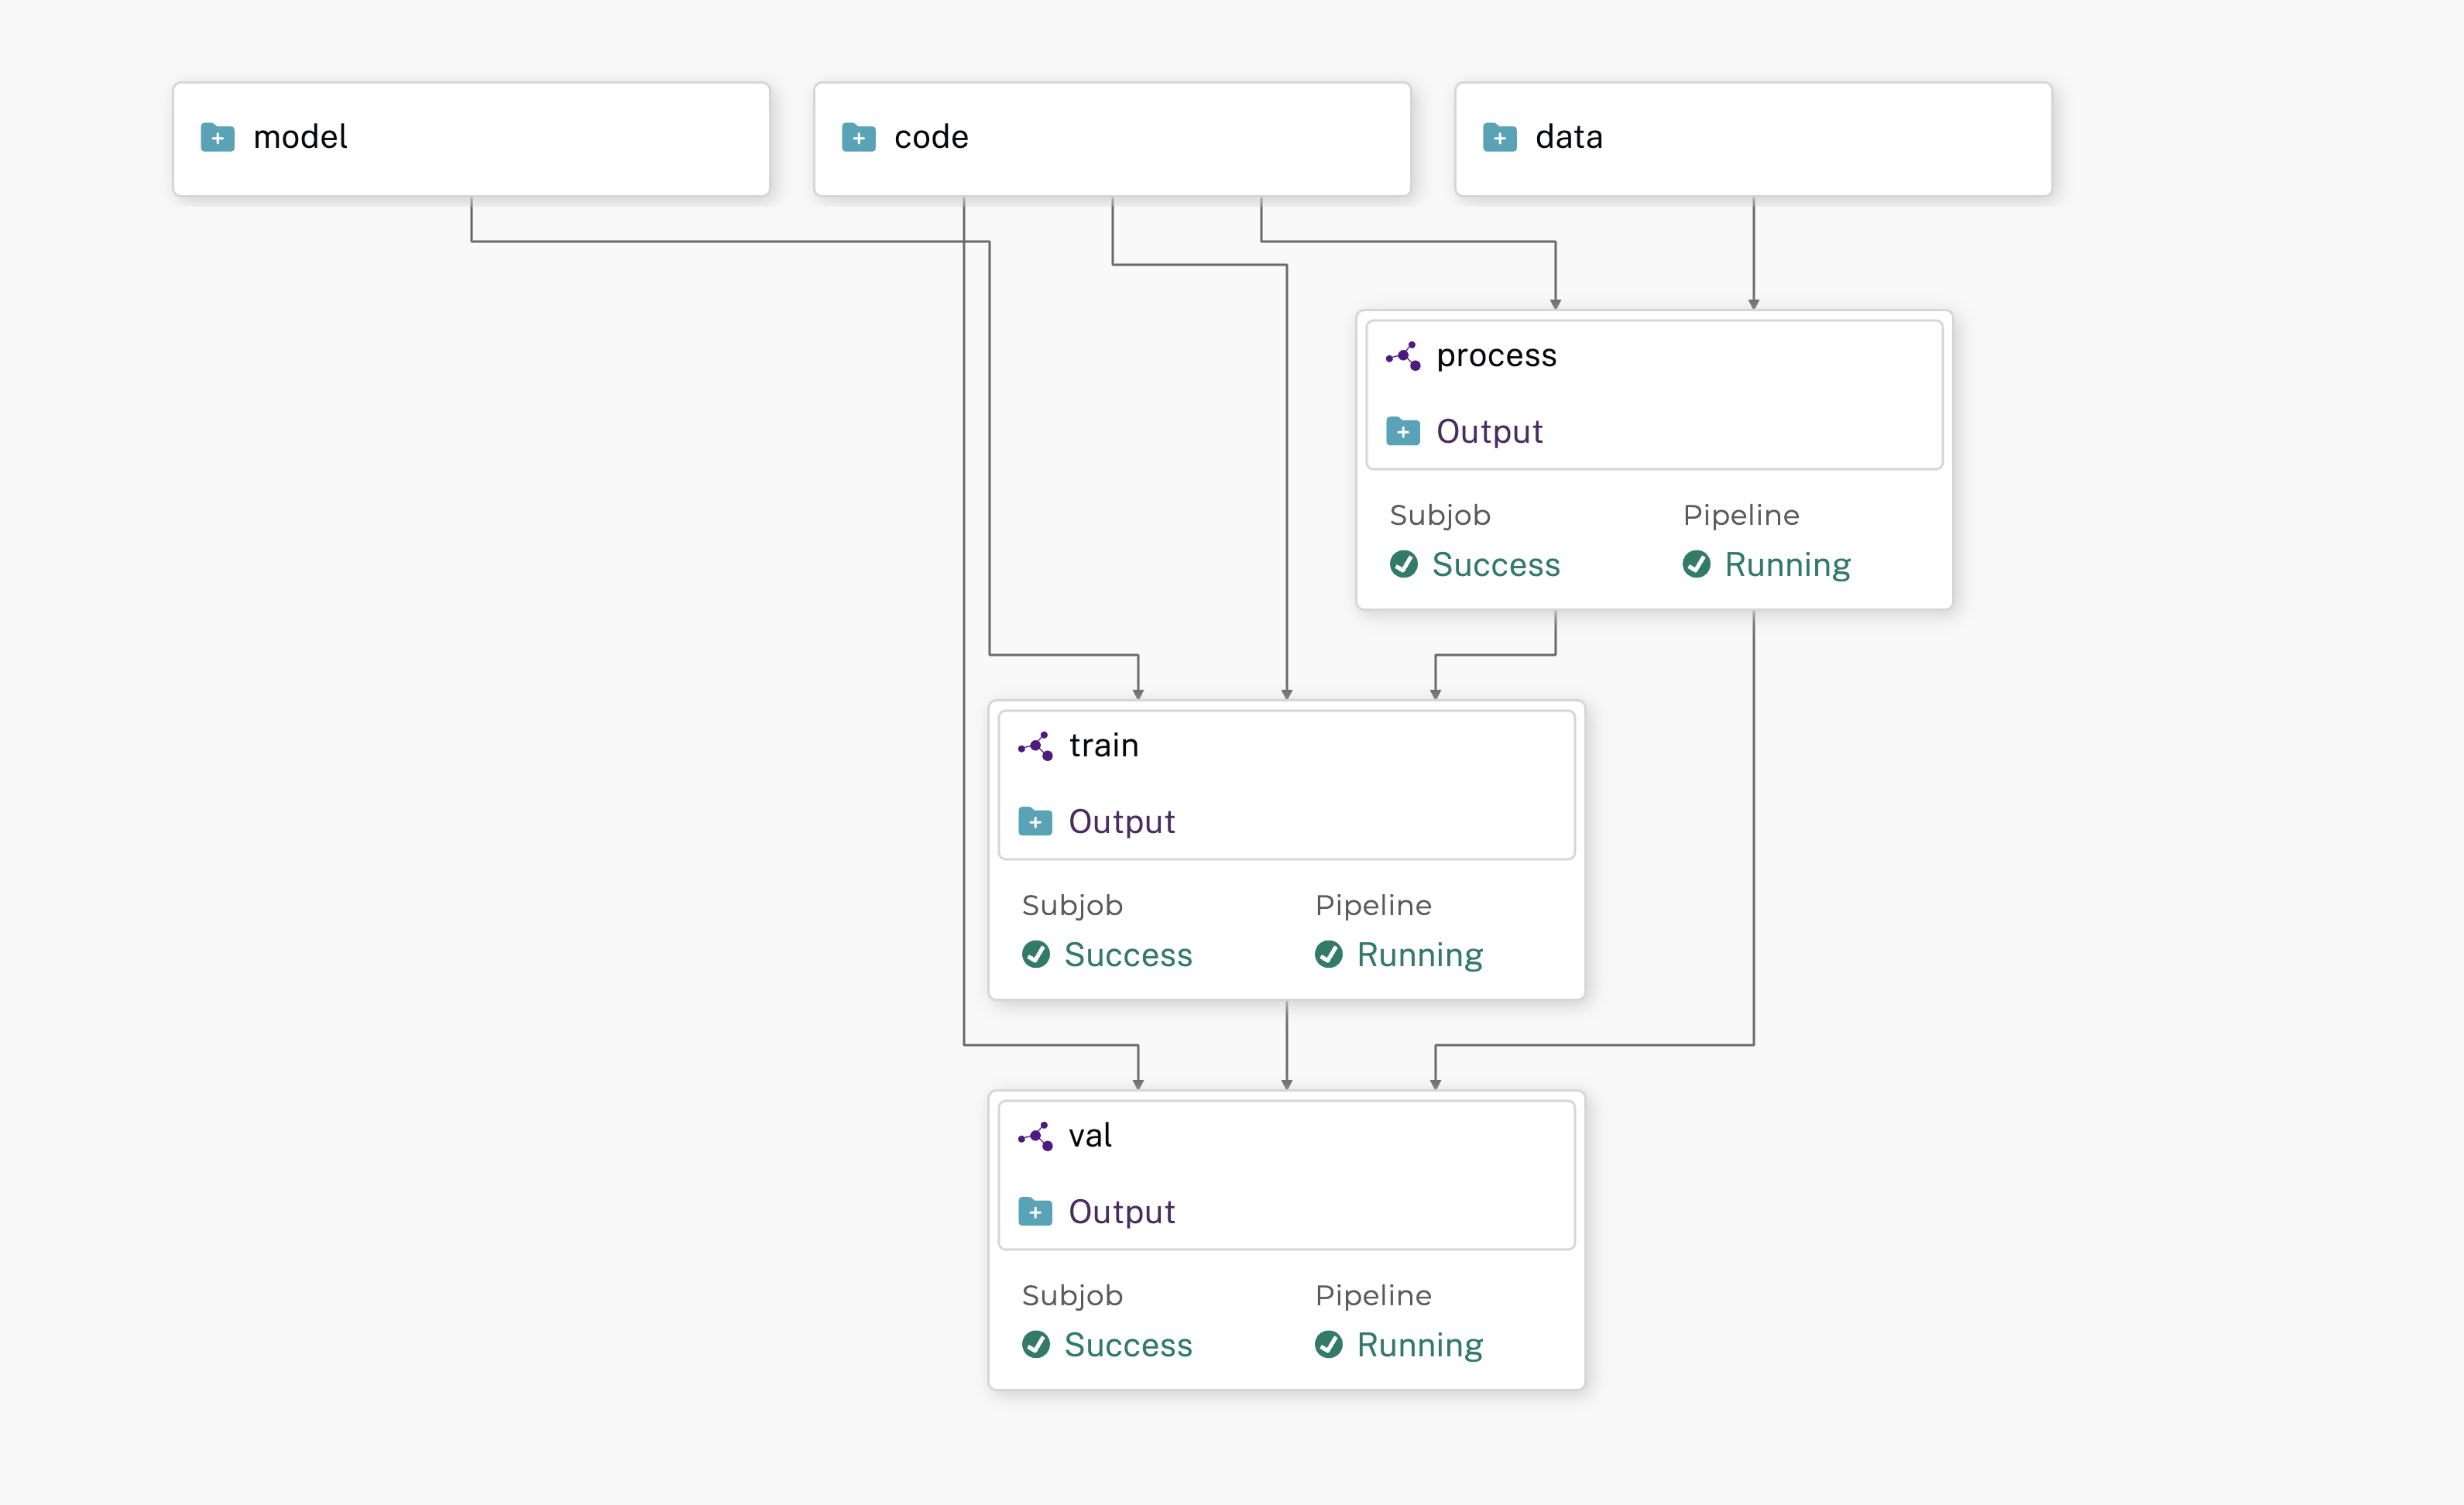 model
code
data
process
Output
Subjob Pipeline
Success Running
train
Output
Subjob Pipeline
Success Running
val
Output
Subjob Pipeline
Success Running